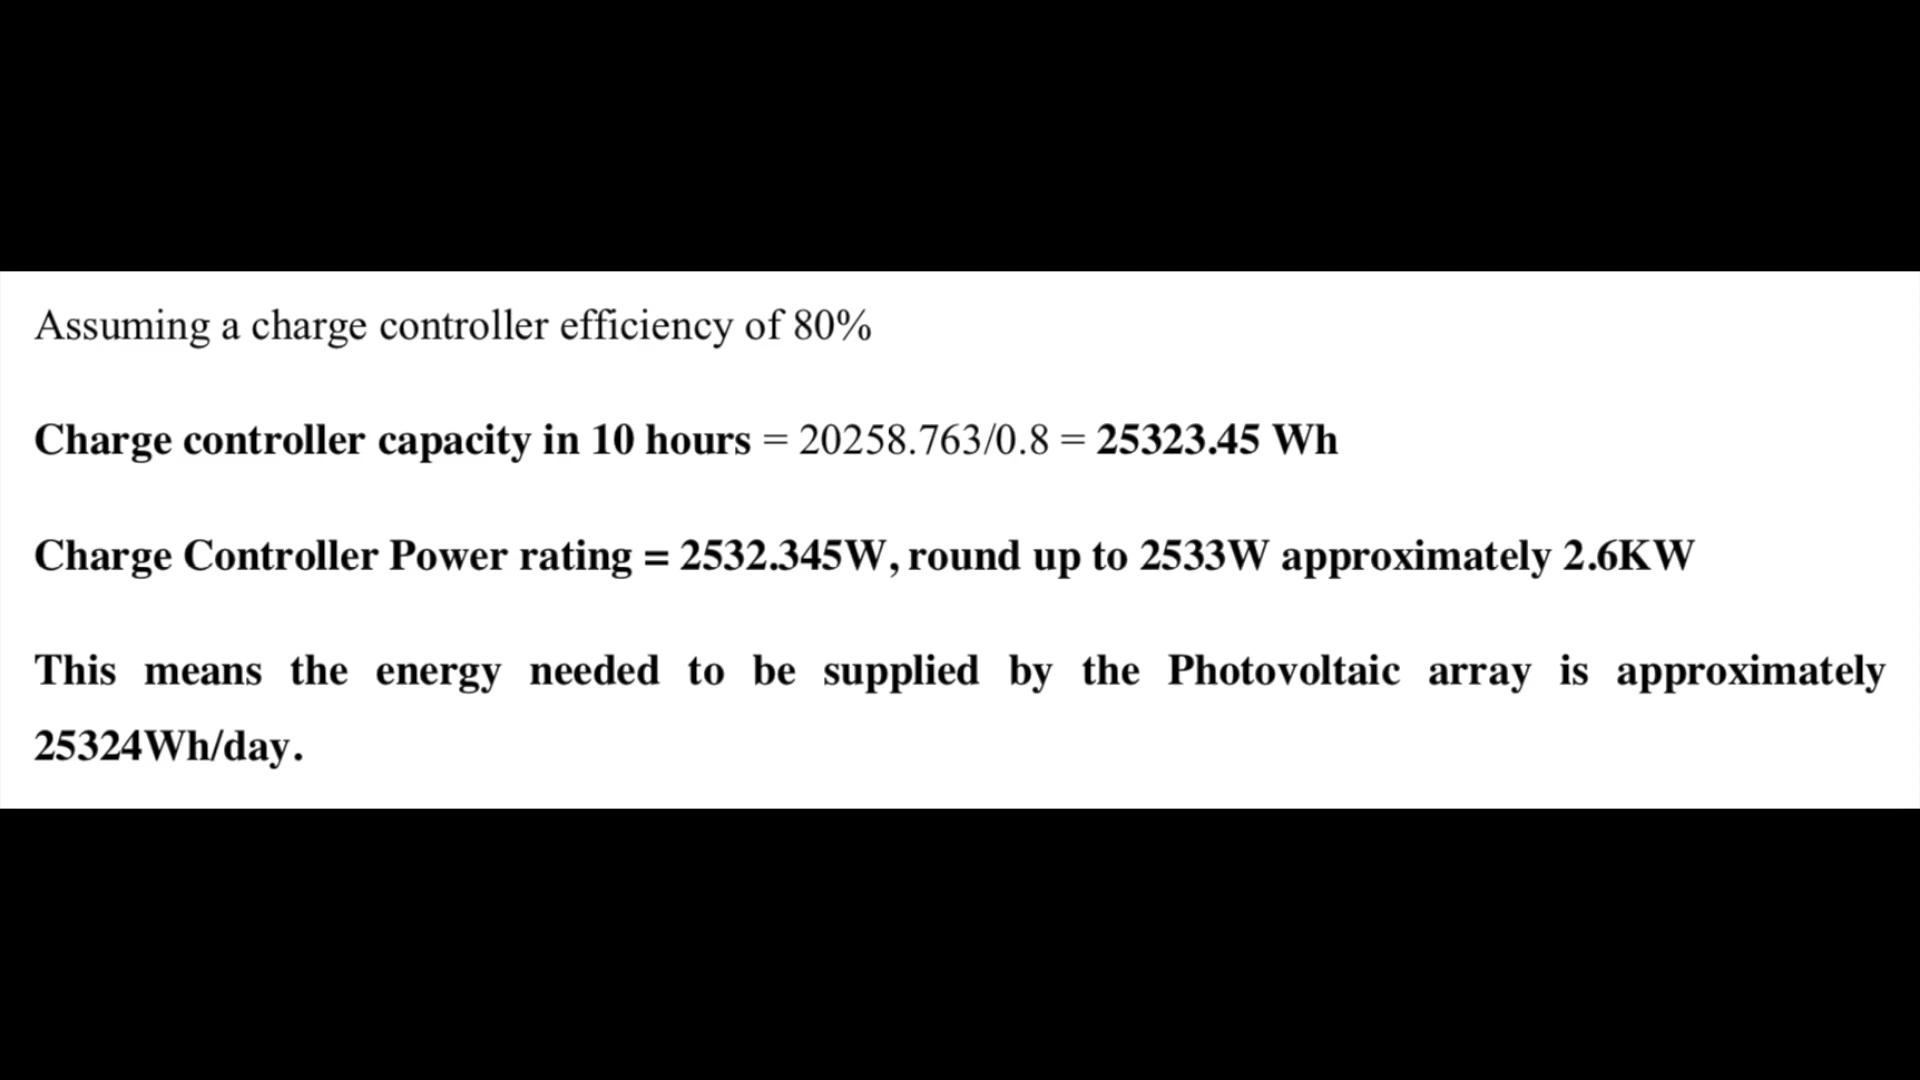 Assuming a charge controller efficiency of 80%
Charge controller capacity in 10 hours = 20258.763/0.8 = 25323.45 Wh
Charge Controller Power rating = 2532.345W, round up to 2533W approximately 2.6KW
This means the energy needed to be supplied by the Photovoltaic array is approximately
25324Wh/day.